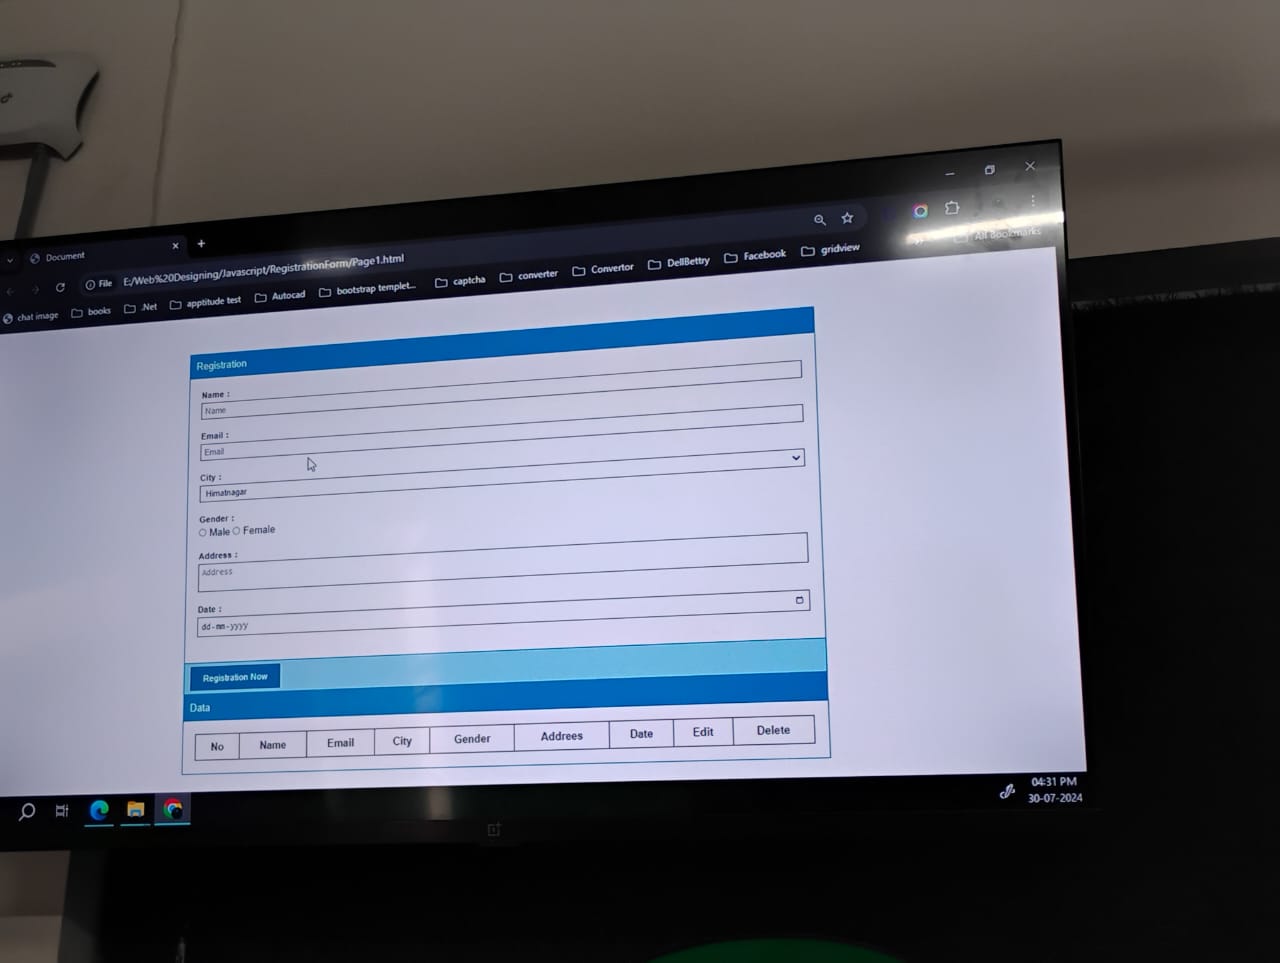 Document
File E:/Web%20Designing/Javascript/RegistrationForm/Page1.html
chat image books .Net apptitude test Autocad bootstrap templet... captcha converter Convertor DellBettry Facebook gridview All Bookmarks
Registration
Name :
Name
Email :
Email
City :
Himatnagar
Gender :
Male Female
Address :
Address
Date :
dd-mm-yyyy
Registration Now
Data
No Name Email City Gender Addrees Date Edit Delete
04:31 PM
30-07-2024